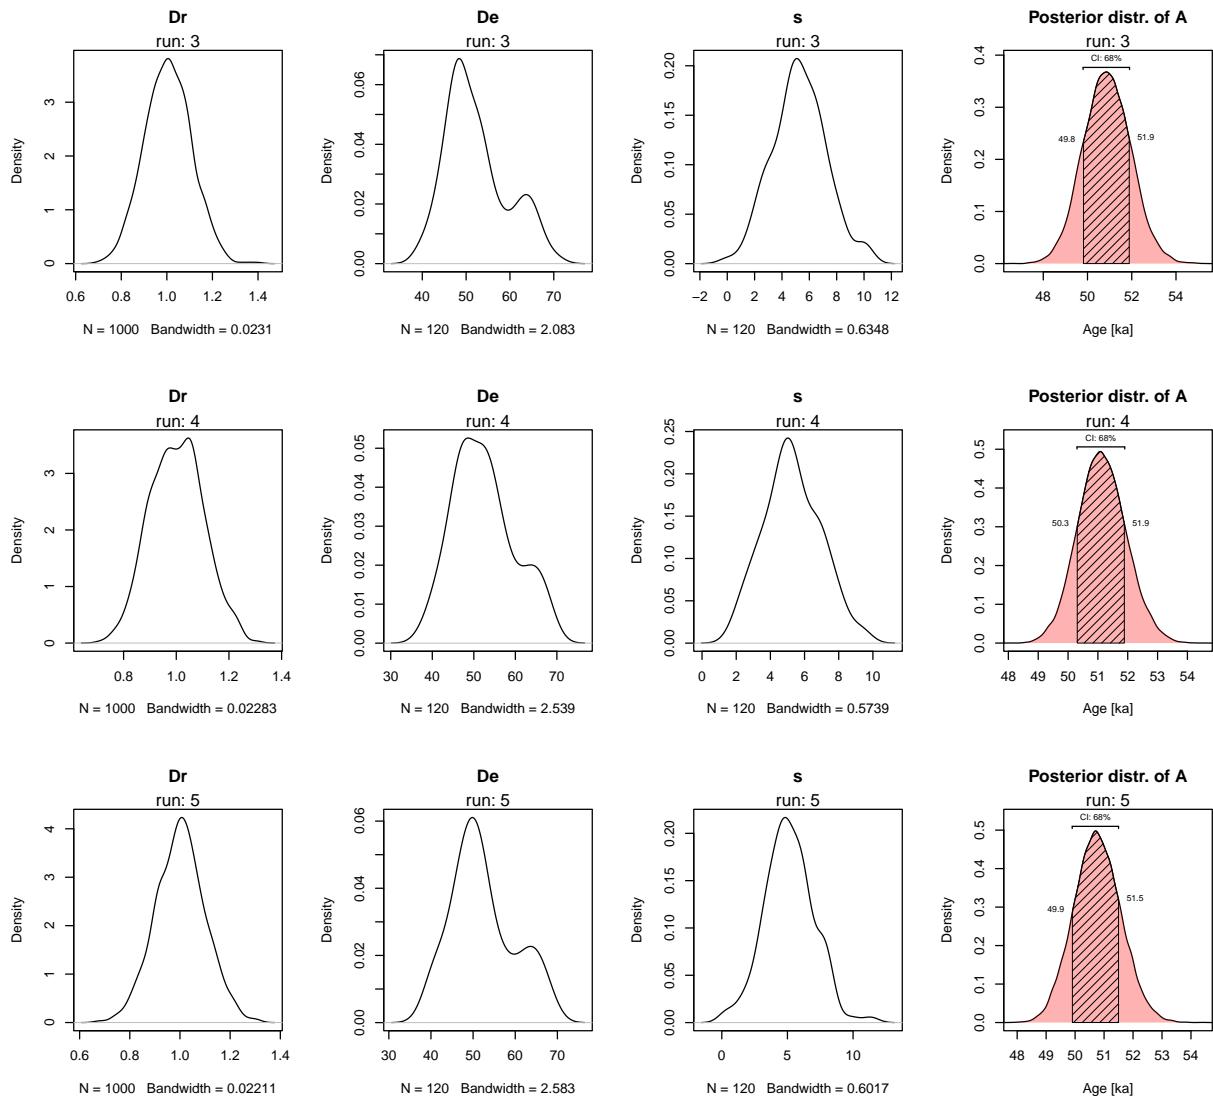 Dr
run: 3
Density
0
1
2
3
0.6 0.8 1.0 1.2 1.4
N = 1000 Bandwidth = 0.0231
De
run: 3
Density
0.00
0.02
0.04
0.06
40 50 60 70
N = 120 Bandwidth = 2.083
s
run: 3
Density
0.00
0.05
0.10
0.15
0.20
−2 0 2 4 6 8 10 12
N = 120 Bandwidth = 0.6348
Posterior distr. of A
run: 3
CI: 68%
49.8
51.9
Density
0.0
0.1
0.2
0.3
0.4
48 50 52 54
Age [ka]
Dr
run: 4
Density
0
1
2
3
0.8 1.0 1.2 1.4
N = 1000 Bandwidth = 0.02283
De
run: 4
Density
0.00
0.01
0.02
0.03
0.04
0.05
30 40 50 60 70
N = 120 Bandwidth = 2.539
s
run: 4
Density
0.00
0.05
0.10
0.15
0.20
0.25
0 2 4 6 8 10
N = 120 Bandwidth = 0.5739
Posterior distr. of A
run: 4
CI: 68%
50.3
51.9
Density
0.0
0.1
0.2
0.3
0.4
0.5
48 49 50 51 52 53 54
Age [ka]
Dr
run: 5
Density
0
1
2
3
4
0.6 0.8 1.0 1.2 1.4
N = 1000 Bandwidth = 0.02211
De
run: 5
Density
0.00
0.02
0.04
0.06
30 40 50 60 70
N = 120 Bandwidth = 2.583
s
run: 5
Density
0.00
0.05
0.10
0.15
0.20
0 5 10
N = 120 Bandwidth = 0.6017
Posterior distr. of A
run: 5
CI: 68%
49.9
51.5
Density
0.0
0.1
0.2
0.3
0.4
0.5
48 49 50 51 52 53 54
Age [ka]